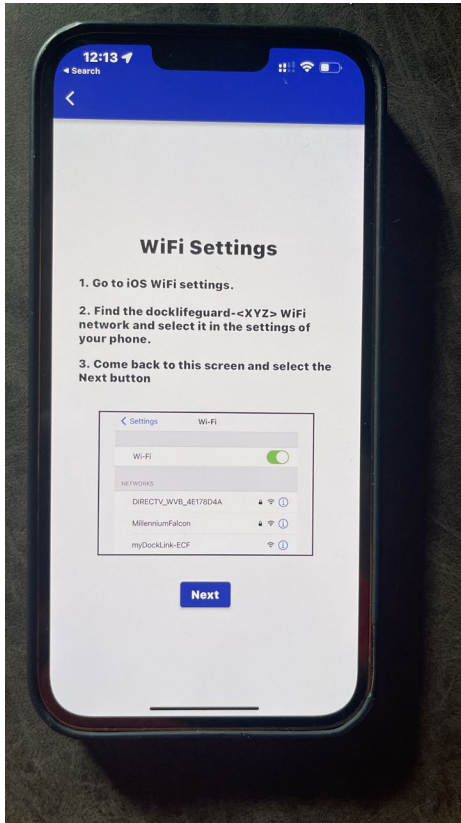 12:13
Search
WiFi Settings
1. Go to iOS WiFi settings.
2. Find the docklifeguard-<XYZ> WiFi
network and select it in the settings of
your phone.
3. Come back to this screen and select the
Next button
Settings Wi-Fi
Wi-Fi
NETWORKS
DIRECTV_WVB_4E178D4A
MillenniumFalcon
myDockLink-ECF
Next